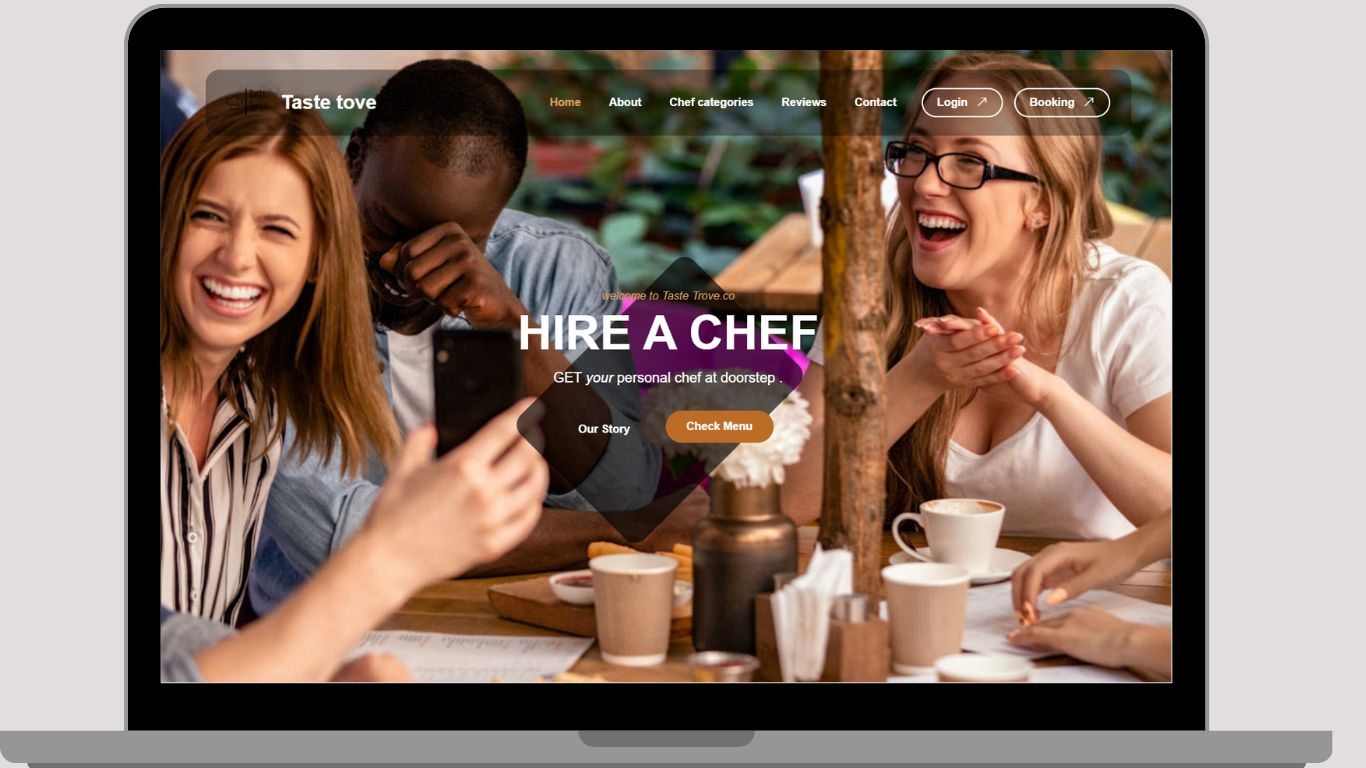 Taste tove
Home About Chef categories Reviews Contact Login Booking
welcome to Taste Trove.co
HIRE A CHEF
GET your personal chef at doorstep .
Our Story Check Menu